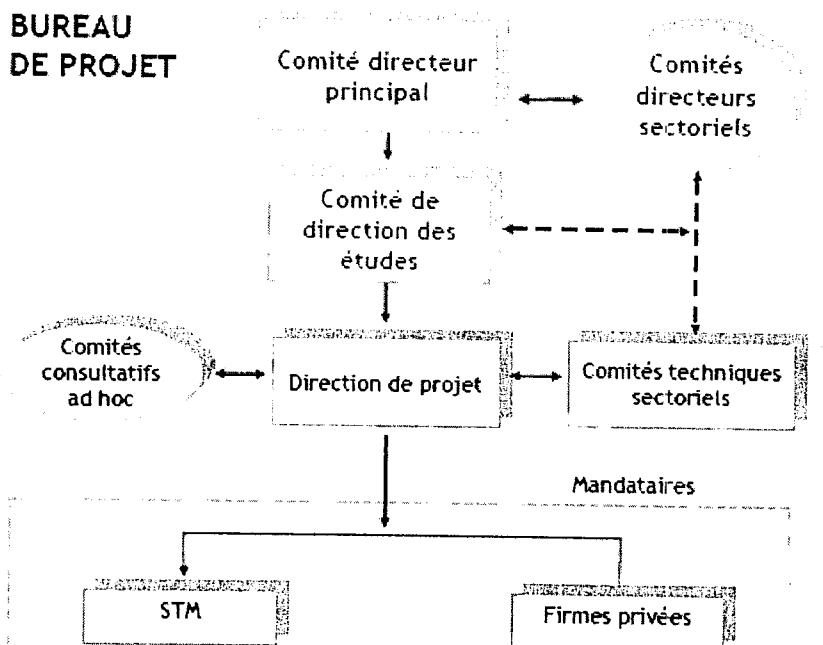 BUREAU
DE PROJET
Comité directeur
principal
Comités
directeurs
sectoriels
Comité de
direction des
études
Comités
consultatifs
ad hoc
Direction de projet
Comités techniques
sectoriels
Mandataires
STM
Firmes privées